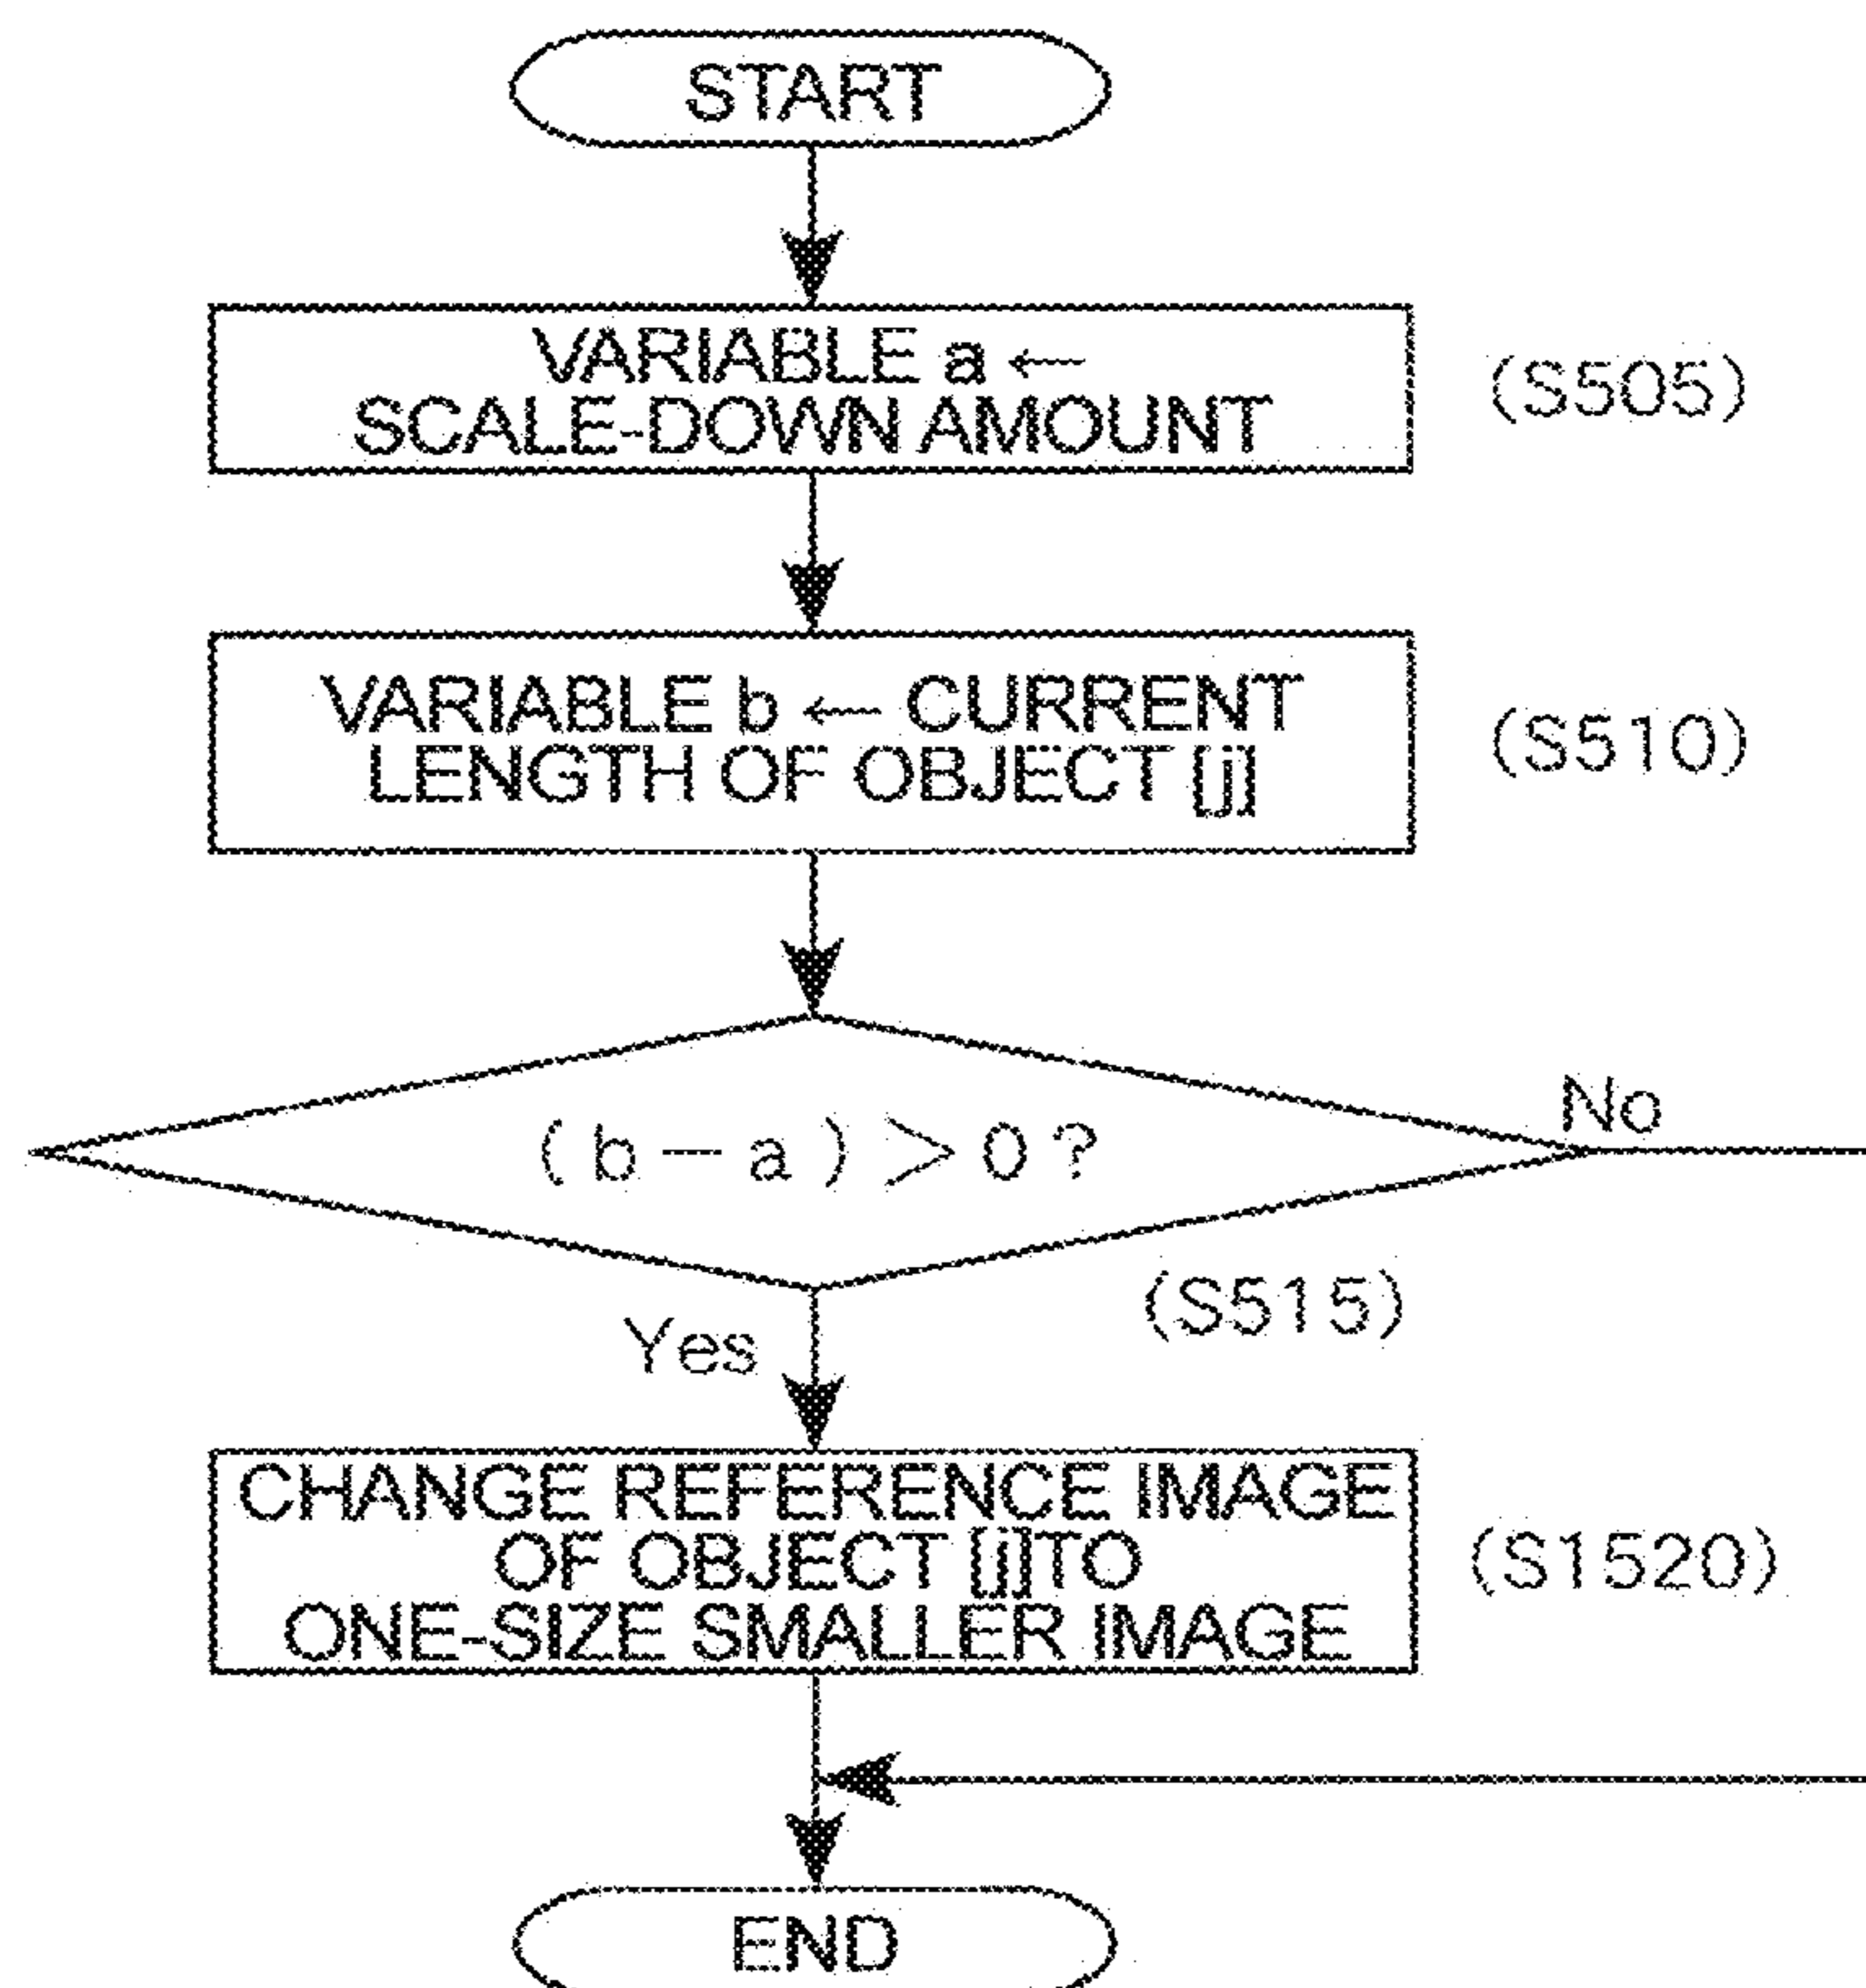 START
VARIABLE a ←
SCALE-DOWN AMOUNT
(S505)
VARIABLE b ← CURRENT
LENGTH OF OBJECT [j]
(S510)
(b-a)>0?
No
(S515)
Yes
CHANGE REFERENCE IMAGE
OF OBJECT [j]TO
ONE-SIZE SMALLER IMAGE
(S1520)
END